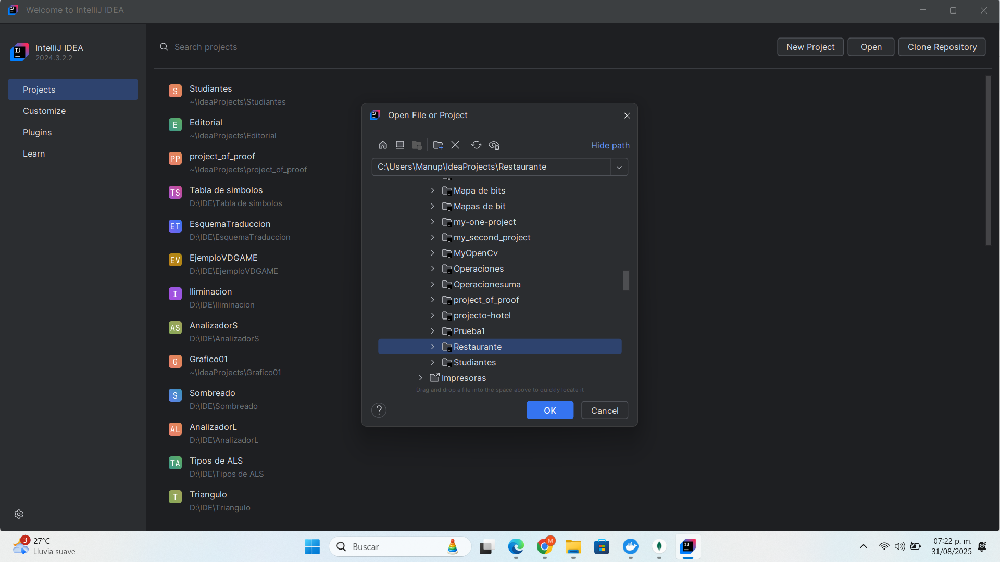 Welcome to IntelliJ IDEA
IntelliJ IDEA
2024.3.2.2
Projects
Customize
Plugins
Learn
Search projects
New Project
Open
Clone Repository
S
Studiantes
~\IdeaProjects\Studiantes
E
Editorial
~\IdeaProjects\Editorial
PP
project_of_proof
~\IdeaProjects\project_of_proof
TS
Tabla de simbolos
D:\IDE\Tabla de simbolos
ET
EsquemaTraduccion
D:\IDE\EsquemaTraduccion
EV
EjemploVDGAME
D:\IDE\EjemploVDGAME
I
Iliminacion
D:\IDE\Iliminacion
AS
AnalizadorS
D:\IDE\AnalizadorS
G
Grafico01
~\IdeaProjects\Grafico01
S
Sombreado
D:\IDE\Sombreado
AL
AnalizadorL
D:\IDE\AnalizadorL
TA
Tipos de ALS
D:\IDE\Tipos de ALS
T
Triangulo
D:\IDE\Triangulo
Open File or Project
Hide path
C:\Users\Manup\IdeaProjects\Restaurante
Mapa de bits
Mapas de bit
my-one-project
my_second_project
MyOpenCv
Operaciones
Operacionesuma
project_of_proof
projecto-hotel
Prueba1
Restaurante
Studiantes
Impresoras
Drag and drop a file into the space above to quickly locate it
?
OK
Cancel
3
27°C
Lluvia suave
Buscar
M
07:22 p. m.
31/08/2025